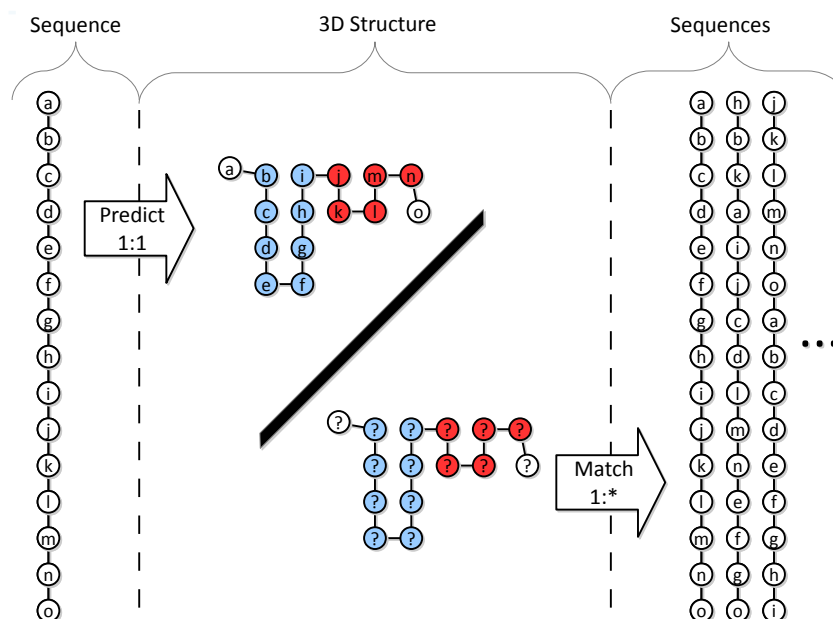 Sequence
3D Structure
Sequences
a
b
c
d
e
f
g
h
i
j
k
l
m
n
o
Predict
1:1
a b i j m n
c h k l o
d g
e f
? ? ? ? ? ?
? ? ? ? ?
? ?
? ?
Match
1:*
a h j
b b k
c k l
d a m
e i n
f j o
g c a
h d b
...
i l c
j m d
k n e
l e f
m f g
n g h
o o i